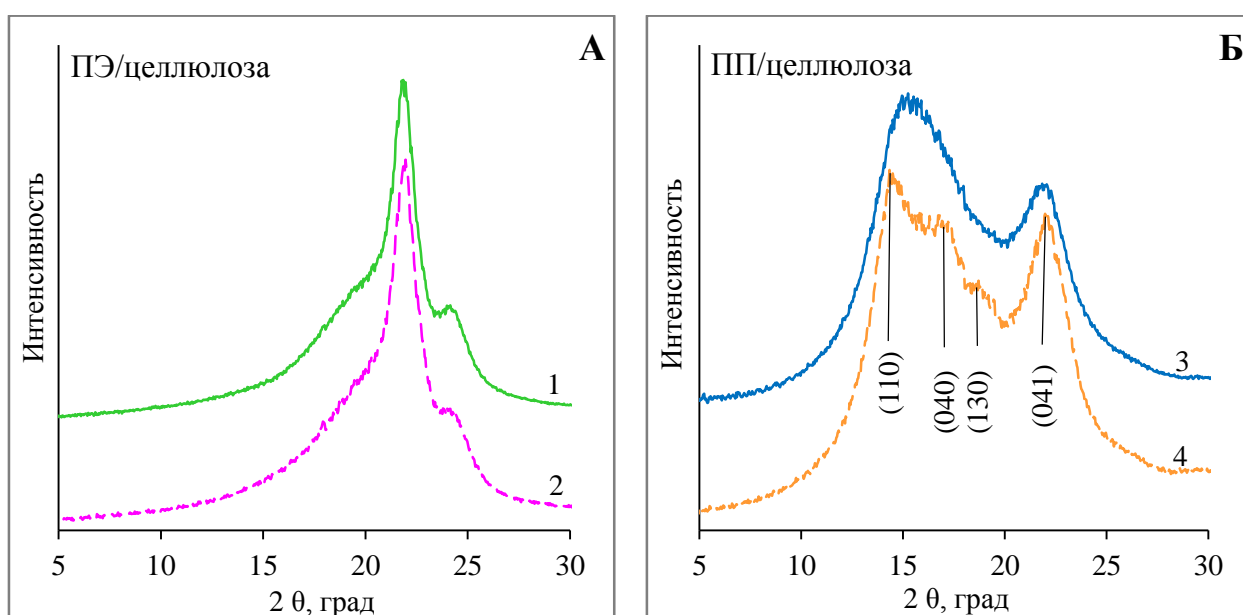 А
ПЭ/целлюлоза
Интенсивность
1
2
5 10 15 20 25 30
2 θ, град
Б
ПП/целлюлоза
Интенсивность
(110)
(040)
(130)
(041)
3
4
5 10 15 20 25 30
2 θ, град